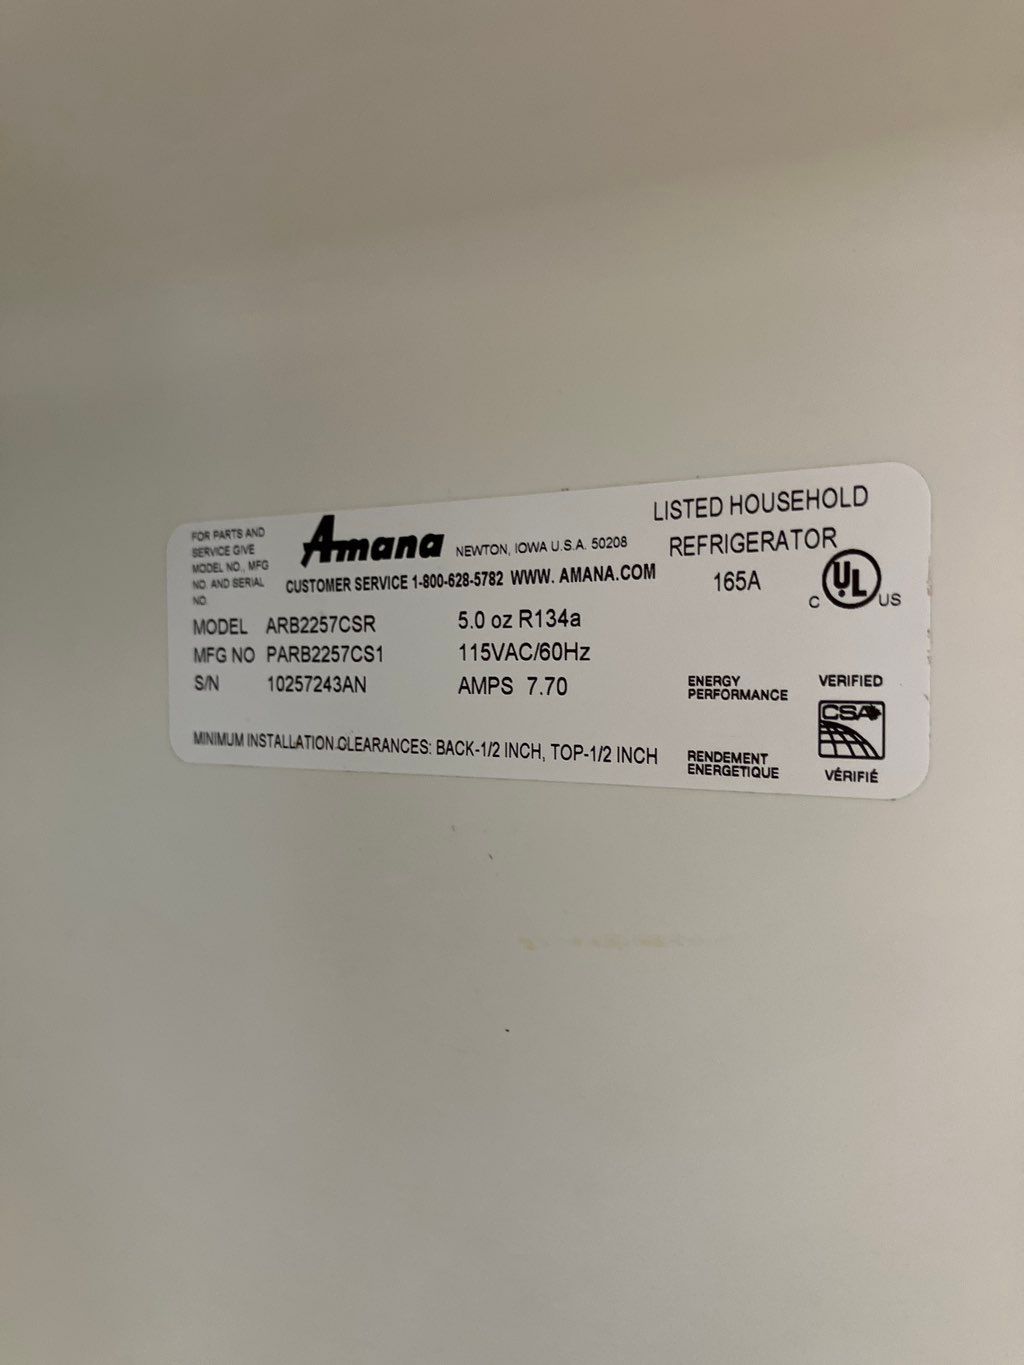 FOR PARTS AND
SERVICE GIVE
MODEL NO., MFG
NO. AND SERIAL
NO.
Amana NEWTON, IOWA U.S.A. 50208
CUSTOMER SERVICE 1-800-628-5782 WWW. AMANA.COM
LISTED HOUSEHOLD
REFRIGERATOR
165A
C UL US
MODEL ARB2257CSR 5.0 oz R134a
MFG NO PARB2257CS1 115VAC/60Hz
S/N 10257243AN AMPS 7.70
MINIMUM INSTALLATION CLEARANCES: BACK-1/2 INCH, TOP-1/2 INCH
ENERGY
PERFORMANCE
VERIFIED
CSA
RENDEMENT
ENERGETIQUE
VÉRIFIÉ